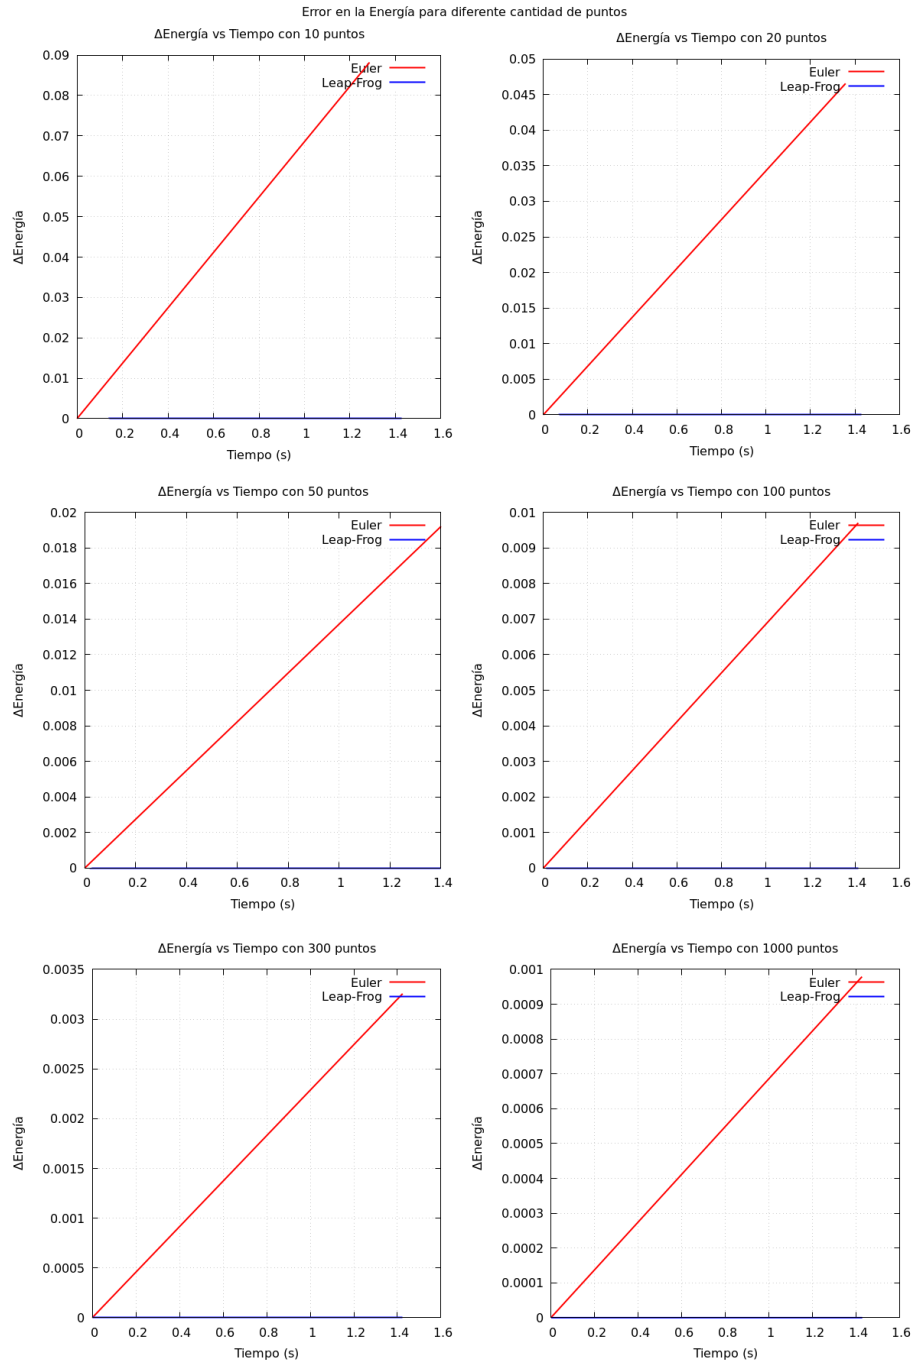 Error en la Energía para diferente cantidad de puntos
ΔEnergía vs Tiempo con 10 puntos
0.09
0.08
0.07
0.06
0.05
0.04
0.03
0.02
0.01
0
ΔEnergía
Euler
Leap-Frog
0 0.2 0.4 0.6 0.8 1 1.2 1.4 1.6
Tiempo (s)
ΔEnergía vs Tiempo con 20 puntos
0.05
0.045
0.04
0.035
0.03
0.025
0.02
0.015
0.01
0.005
0
ΔEnergía
Euler
Leap-Frog
0 0.2 0.4 0.6 0.8 1 1.2 1.4 1.6
Tiempo (s)
ΔEnergía vs Tiempo con 50 puntos
0.02
0.018
0.016
0.014
0.012
0.01
0.008
0.006
0.004
0.002
0
ΔEnergía
Euler
Leap-Frog
0 0.2 0.4 0.6 0.8 1 1.2 1.4
Tiempo (s)
ΔEnergía vs Tiempo con 100 puntos
0.01
0.009
0.008
0.007
0.006
0.005
0.004
0.003
0.002
0.001
0
ΔEnergía
Euler
Leap-Frog
0 0.2 0.4 0.6 0.8 1 1.2 1.4 1.6
Tiempo (s)
ΔEnergía vs Tiempo con 300 puntos
0.0035
0.003
0.0025
0.002
0.0015
0.001
0.0005
0
ΔEnergía
Euler
Leap-Frog
0 0.2 0.4 0.6 0.8 1 1.2 1.4 1.6
Tiempo (s)
ΔEnergía vs Tiempo con 1000 puntos
0.001
0.0009
0.0008
0.0007
0.0006
0.0005
0.0004
0.0003
0.0002
0.0001
0
ΔEnergía
Euler
Leap-Frog
0 0.2 0.4 0.6 0.8 1 1.2 1.4 1.6
Tiempo (s)